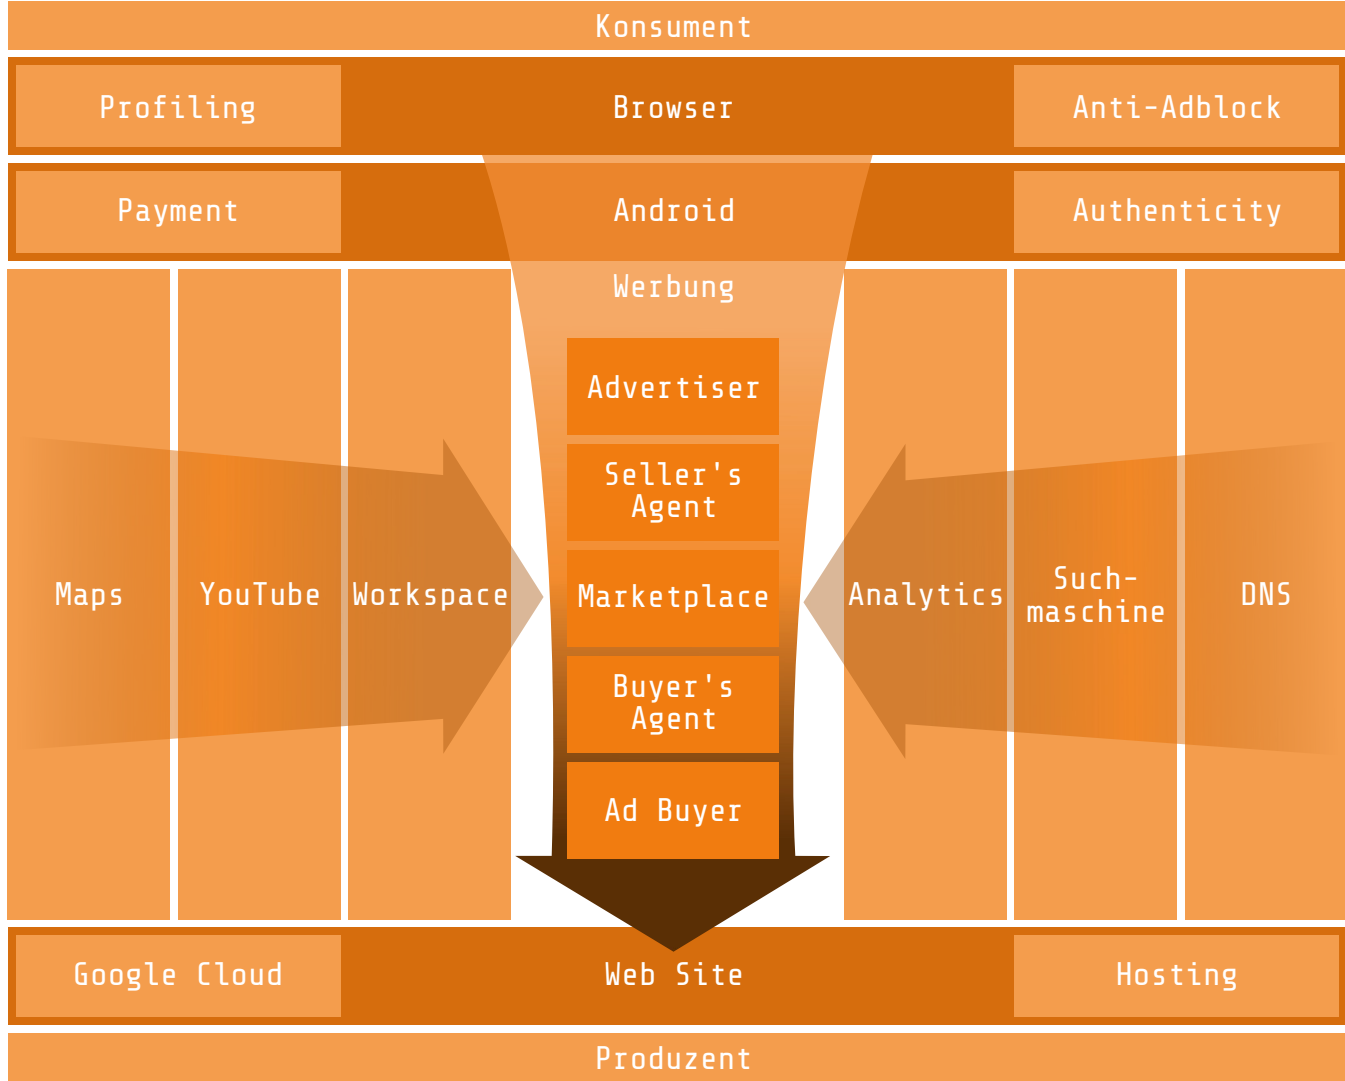 Konsument
Profiling
Browser
Anti-Adblock
Payment
Android
Authenticity
Werbung
Advertiser
Seller's
Agent
Maps
YouTube
Workspace
Marketplace
Analytics
Such-
maschine
DNS
Buyer's
Agent
Ad Buyer
Google Cloud
Web Site
Hosting
Produzent